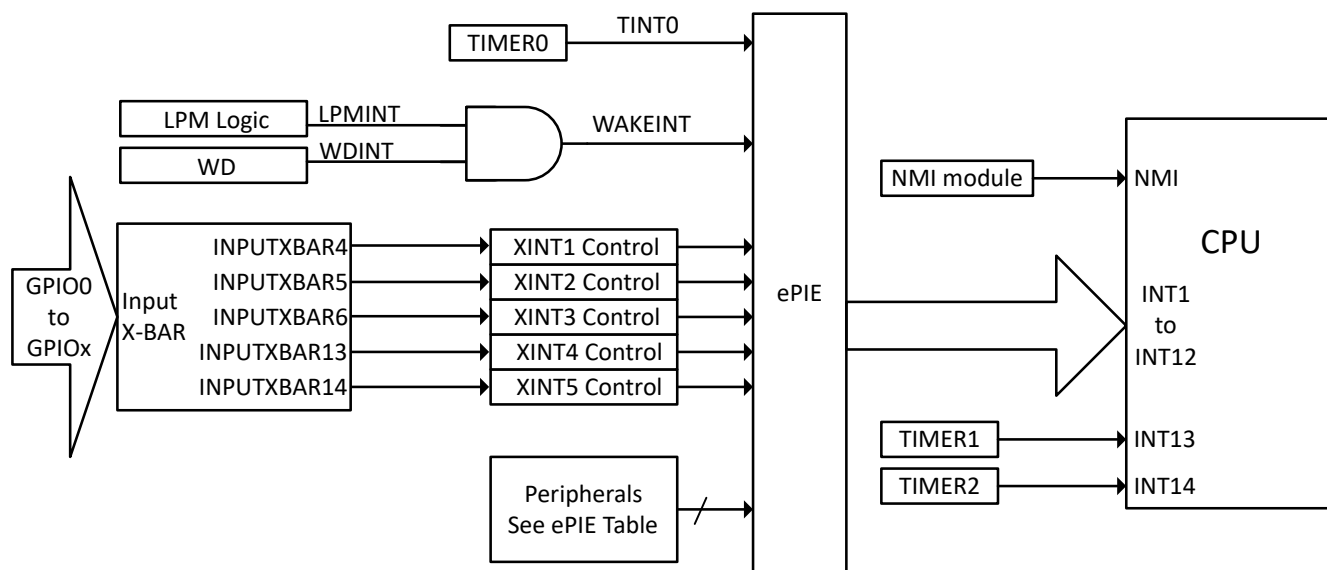 TIMER0
TINT0
LPM Logic
LPMINT
WD
WDINT
WAKEINT
GPIO0
to
GPIOx
Input
X-BAR
INPUTXBAR4
INPUTXBAR5
INPUTXBAR6
INPUTXBAR13
INPUTXBAR14
XINT1 Control
XINT2 Control
XINT3 Control
XINT4 Control
XINT5 Control
Peripherals
See ePIE Table
ePIE
NMI module
NMI
CPU
INT1
to
INT12
TIMER1
INT13
TIMER2
INT14